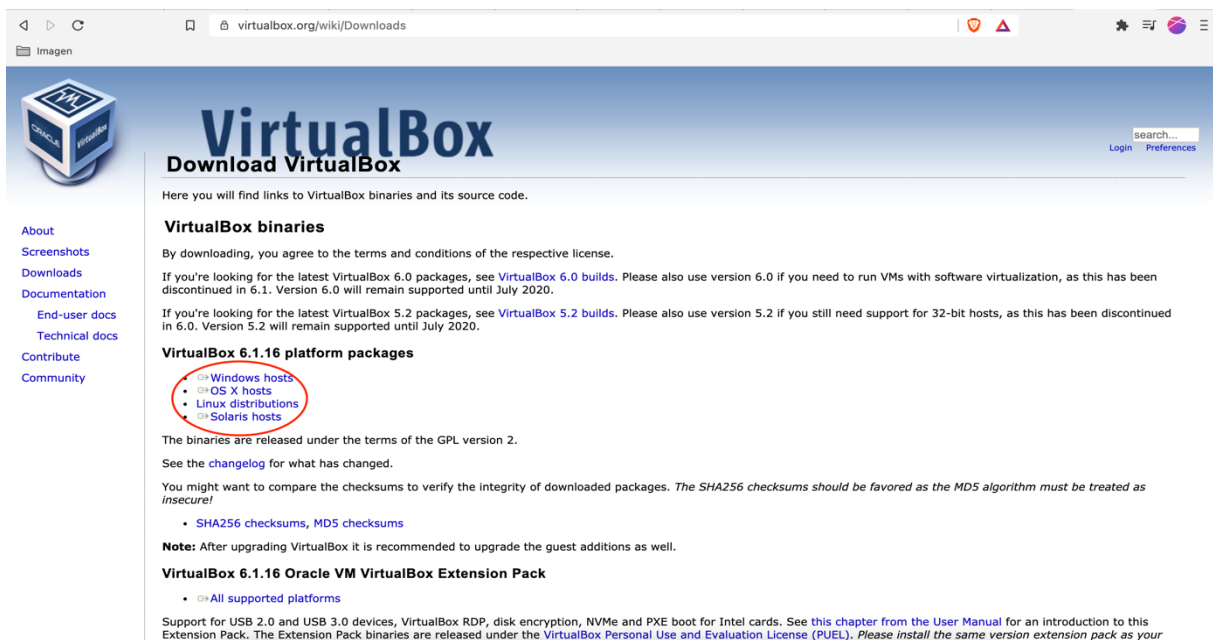 virtualbox.org/wiki/Downloads
Imagen
ORACLE
VirtualBox
VirtualBox
search...
Login Preferences
Download VirtualBox
Here you will find links to VirtualBox binaries and its source code.
About
Screenshots
Downloads
Documentation
End-user docs
Technical docs
Contribute
Community
VirtualBox binaries
By downloading, you agree to the terms and conditions of the respective license.
If you're looking for the latest VirtualBox 6.0 packages, see VirtualBox 6.0 builds. Please also use version 6.0 if you need to run VMs with software virtualization, as this has been
discontinued in 6.1. Version 6.0 will remain supported until July 2020.
If you're looking for the latest VirtualBox 5.2 packages, see VirtualBox 5.2 builds. Please also use version 5.2 if you still need support for 32-bit hosts, as this has been discontinued
in 6.0. Version 5.2 will remain supported until July 2020.
VirtualBox 6.1.16 platform packages
• Windows hosts
• OS X hosts
• Linux distributions
• Solaris hosts
The binaries are released under the terms of the GPL version 2.
See the changelog for what has changed.
You might want to compare the checksums to verify the integrity of downloaded packages. The SHA256 checksums should be favored as the MD5 algorithm must be treated as
insecure!
• SHA256 checksums, MD5 checksums
Note: After upgrading VirtualBox it is recommended to upgrade the guest additions as well.
VirtualBox 6.1.16 Oracle VM VirtualBox Extension Pack
• All supported platforms
Support for USB 2.0 and USB 3.0 devices, VirtualBox RDP, disk encryption, NVMe and PXE boot for Intel cards. See this chapter from the User Manual for an introduction to this
Extension Pack. The Extension Pack binaries are released under the VirtualBox Personal Use and Evaluation License (PUEL). Please install the same version extension pack as your